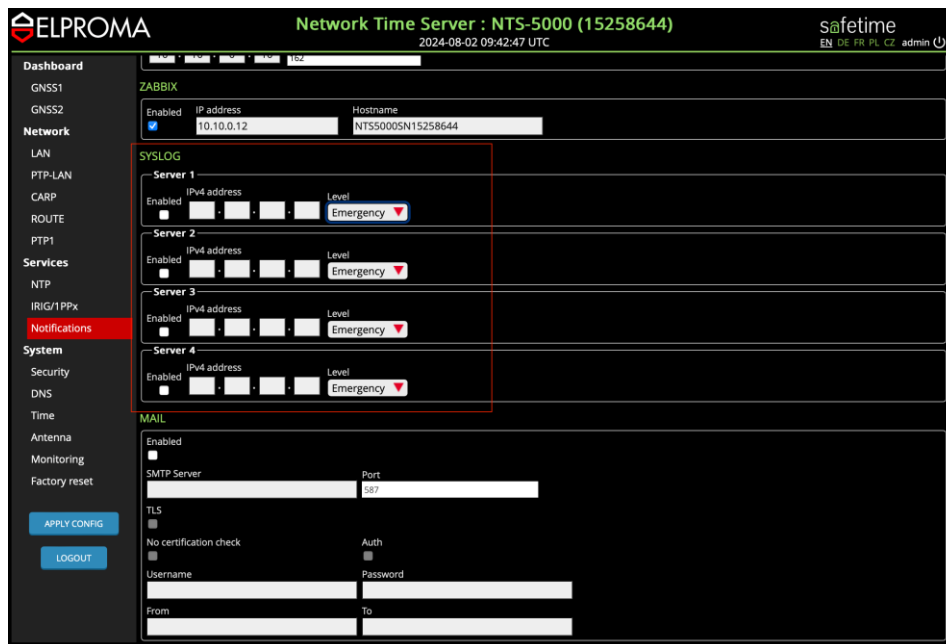 ELPROMA
Network Time Server : NTS-5000 (15258644)
2024-08-02 09:42:47 UTC
safetime
EN DE FR PL CZ admin
Dashboard
GNSS1
GNSS2
Network
LAN
PTP-LAN
CARP
ROUTE
PTP1
Services
NTP
IRIG/1PPx
Notifications
System
Security
DNS
Time
Antenna
Monitoring
Factory reset
APPLY CONFIG
LOGOUT
162
ZABBIX
Enabled IP address Hostname
10.10.0.12 NTS5000SN15258644
SYSLOG
Server 1
Enabled IPv4 address Level
. . . Emergency
Server 2
Enabled IPv4 address Level
. . . Emergency
Server 3
Enabled IPv4 address Level
. . . Emergency
Server 4
Enabled IPv4 address Level
. . . Emergency
MAIL
Enabled
SMTP Server Port
587
TLS
No certification check Auth
Username Password
From To